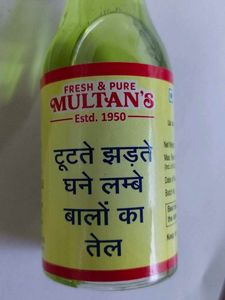 FRESH & PURE
MULTAN'S
Estd. 1950
टूटते झड़ते
घने लम्बे
बालों का
तेल